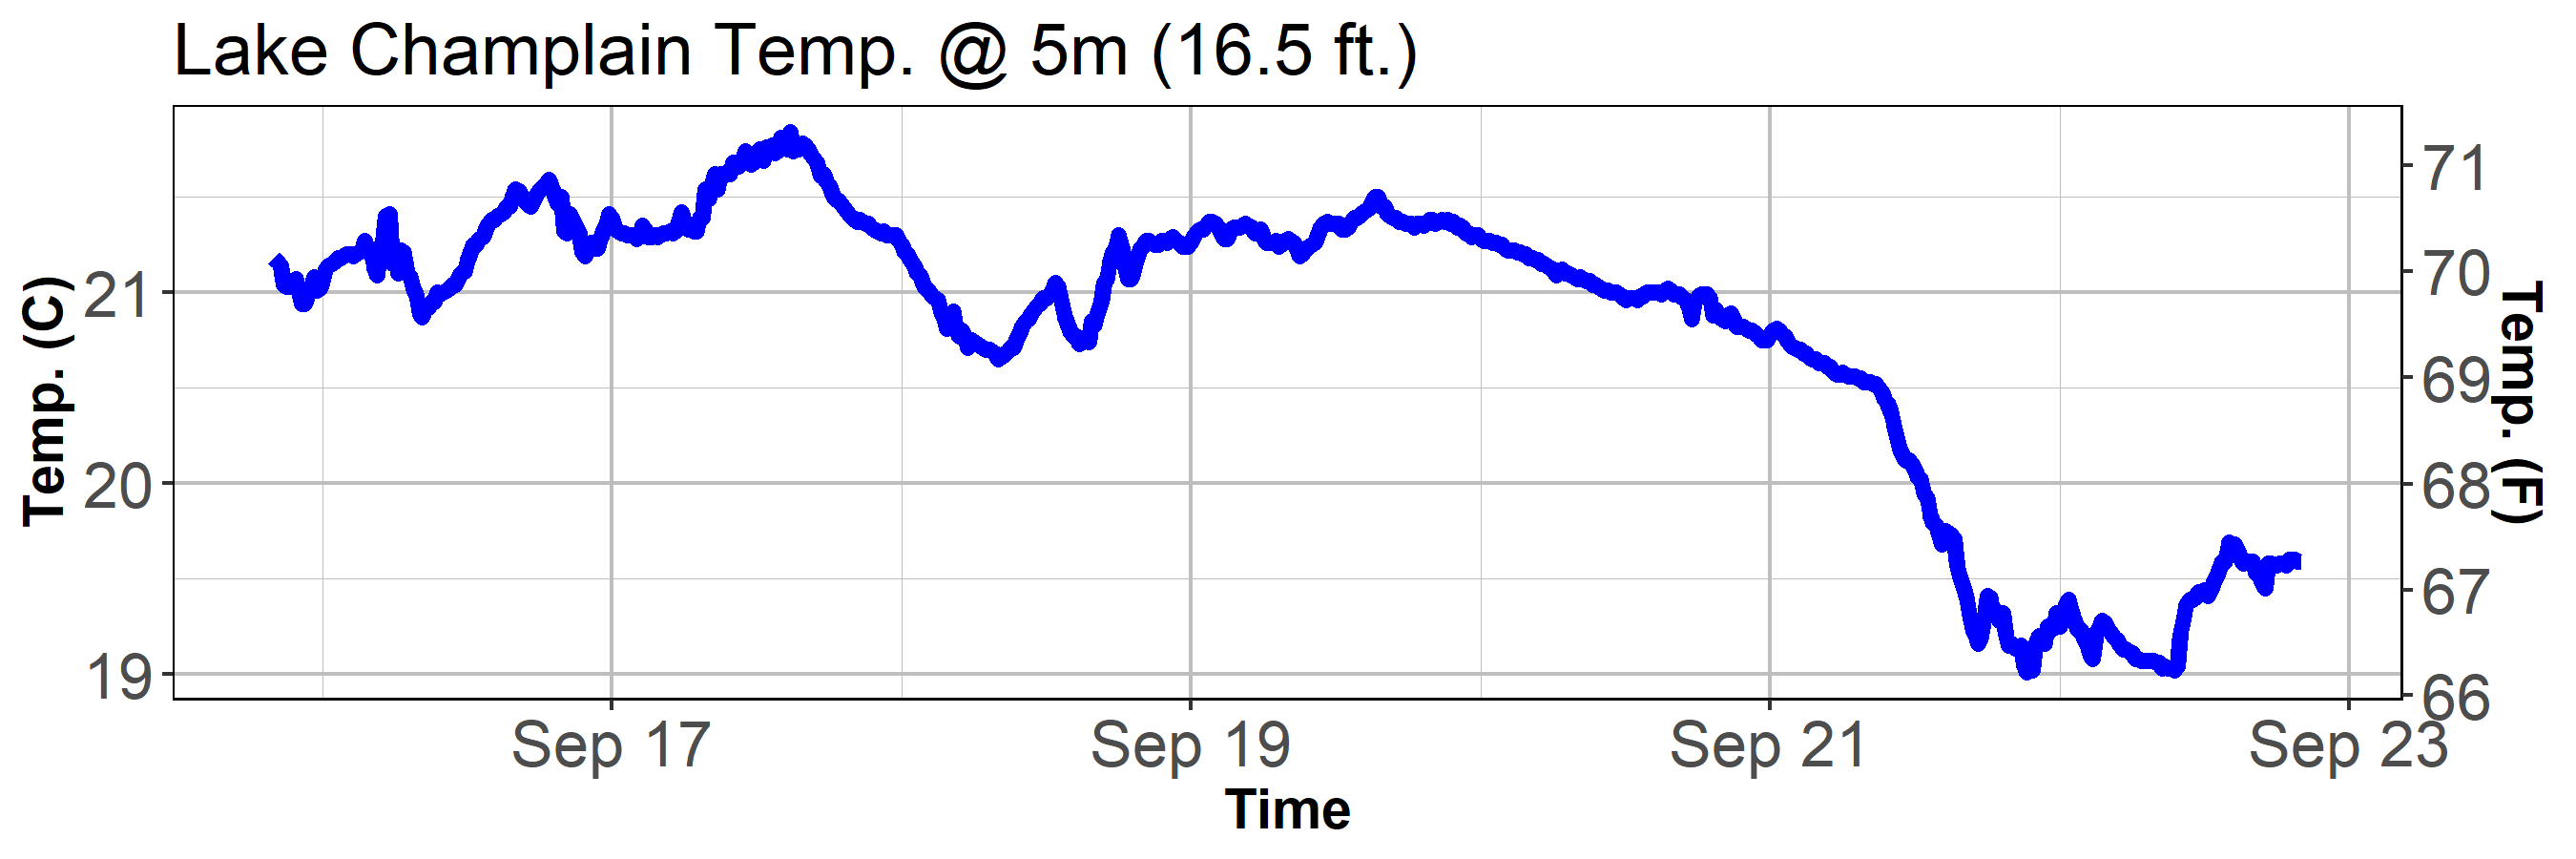 Lake Champlain Temp. @ 5m (16.5 ft.)
Temp. (C)
21
20
19
71
70
69
68
67
66
Temp. (F)
Sep 17 Sep 19 Sep 21 Sep 23
Time